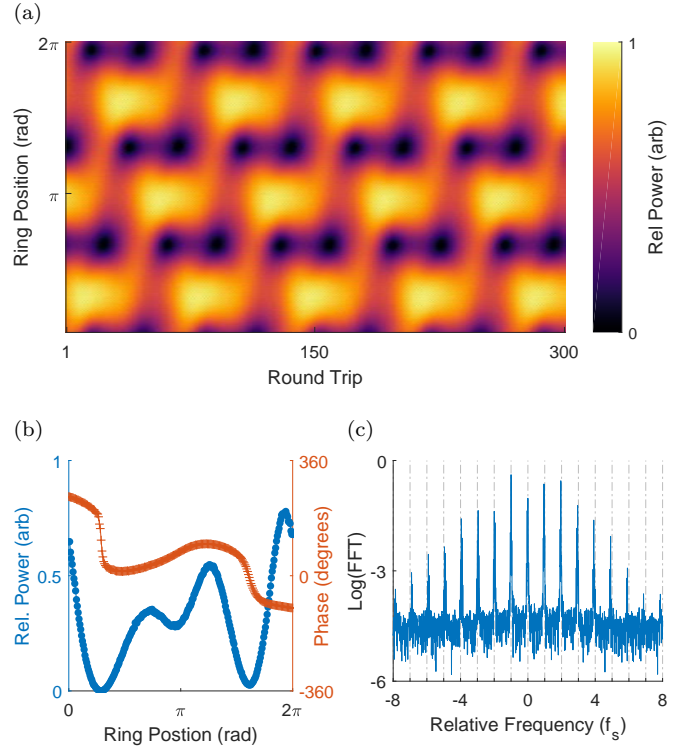 (a)
2π
π
Ring Position (rad)
1
150
300
Round Trip
1
0
Rel Power (arb)
(b)
1
0.5
0
Rel. Power (arb)
360
0
-360
Phase (degrees)
0
π
2π
Ring Postion (rad)
(c)
0
-3
-6
Log(FFT)
-8
-4
0
4
8
Relative Frequency (fs)